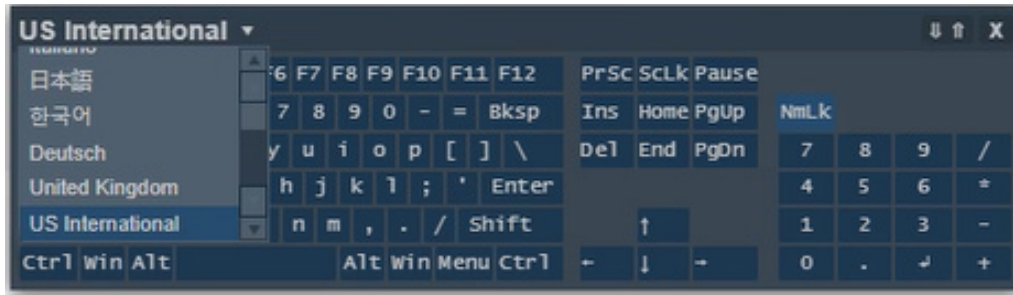 US International ▼ ⇓ ⇑ X
日本語
한국어
Deutsch
United Kingdom
US International
F6 F7 F8 F9 F10 F11 F12 PrSc ScLk Pause
7 8 9 0 - = Bksp Ins Home PgUp NmLk
y u i o p [ ] \ Del End PgDn 7 8 9 /
h j k l ; ' Enter 4 5 6 *
n m , . / Shift ↑ 1 2 3 -
Ctrl Win Alt Alt Win Menu Ctrl ← ↓ → 0 . ↲ +